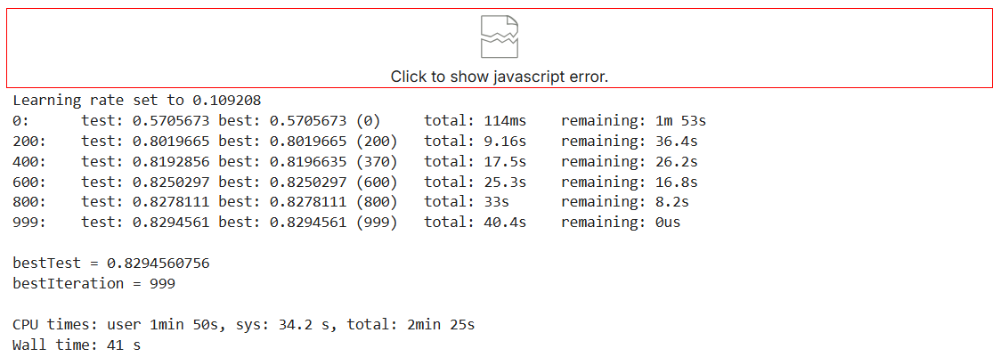 Click to show javascript error.
Learning rate set to 0.109208
0: test: 0.5705673 best: 0.5705673 (0) total: 114ms remaining: 1m 53s
200: test: 0.8019665 best: 0.8019665 (200) total: 9.16s remaining: 36.4s
400: test: 0.8192856 best: 0.8196635 (370) total: 17.5s remaining: 26.2s
600: test: 0.8250297 best: 0.8250297 (600) total: 25.3s remaining: 16.8s
800: test: 0.8278111 best: 0.8278111 (800) total: 33s remaining: 8.2s
999: test: 0.8294561 best: 0.8294561 (999) total: 40.4s remaining: 0us
bestTest = 0.8294560756
bestIteration = 999
CPU times: user 1min 50s, sys: 34.2 s, total: 2min 25s
Wall time: 41 s